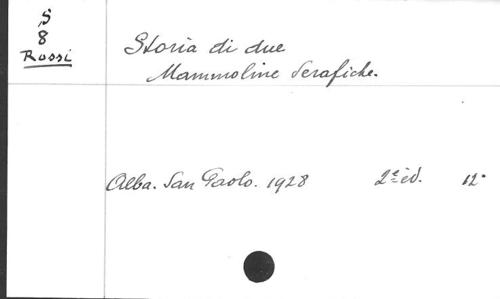 S
8
Rossi
Storia di due
Mammoline Serafiche.
Alba. San Paolo. 1928 2ª ed. 12°